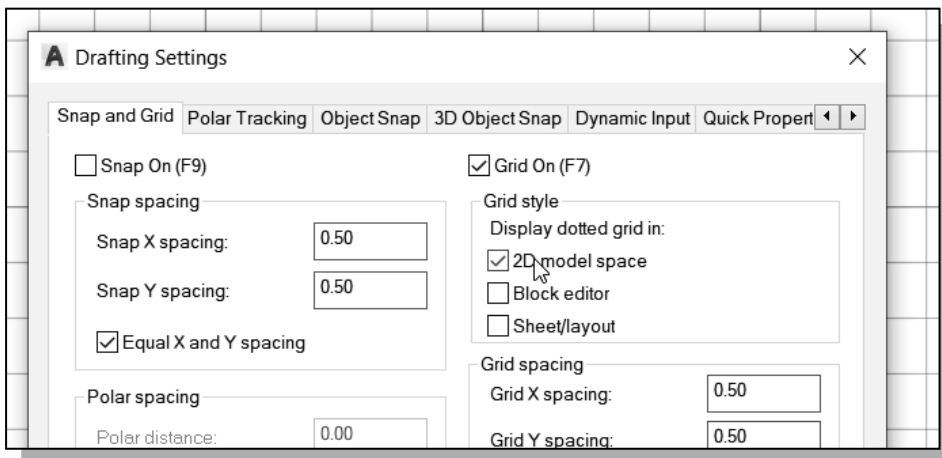 Drafting Settings
Snap and Grid Polar Tracking Object Snap 3D Object Snap Dynamic Input Quick Propert
Snap On (F9)
Snap spacing
Snap X spacing: 0.50
Snap Y spacing: 0.50
Equal X and Y spacing
Polar spacing
Polar distance: 0.00
Grid On (F7)
Grid style
Display dotted grid in:
2D model space
Block editor
Sheet/layout
Grid spacing
Grid X spacing: 0.50
Grid Y spacing: 0.50